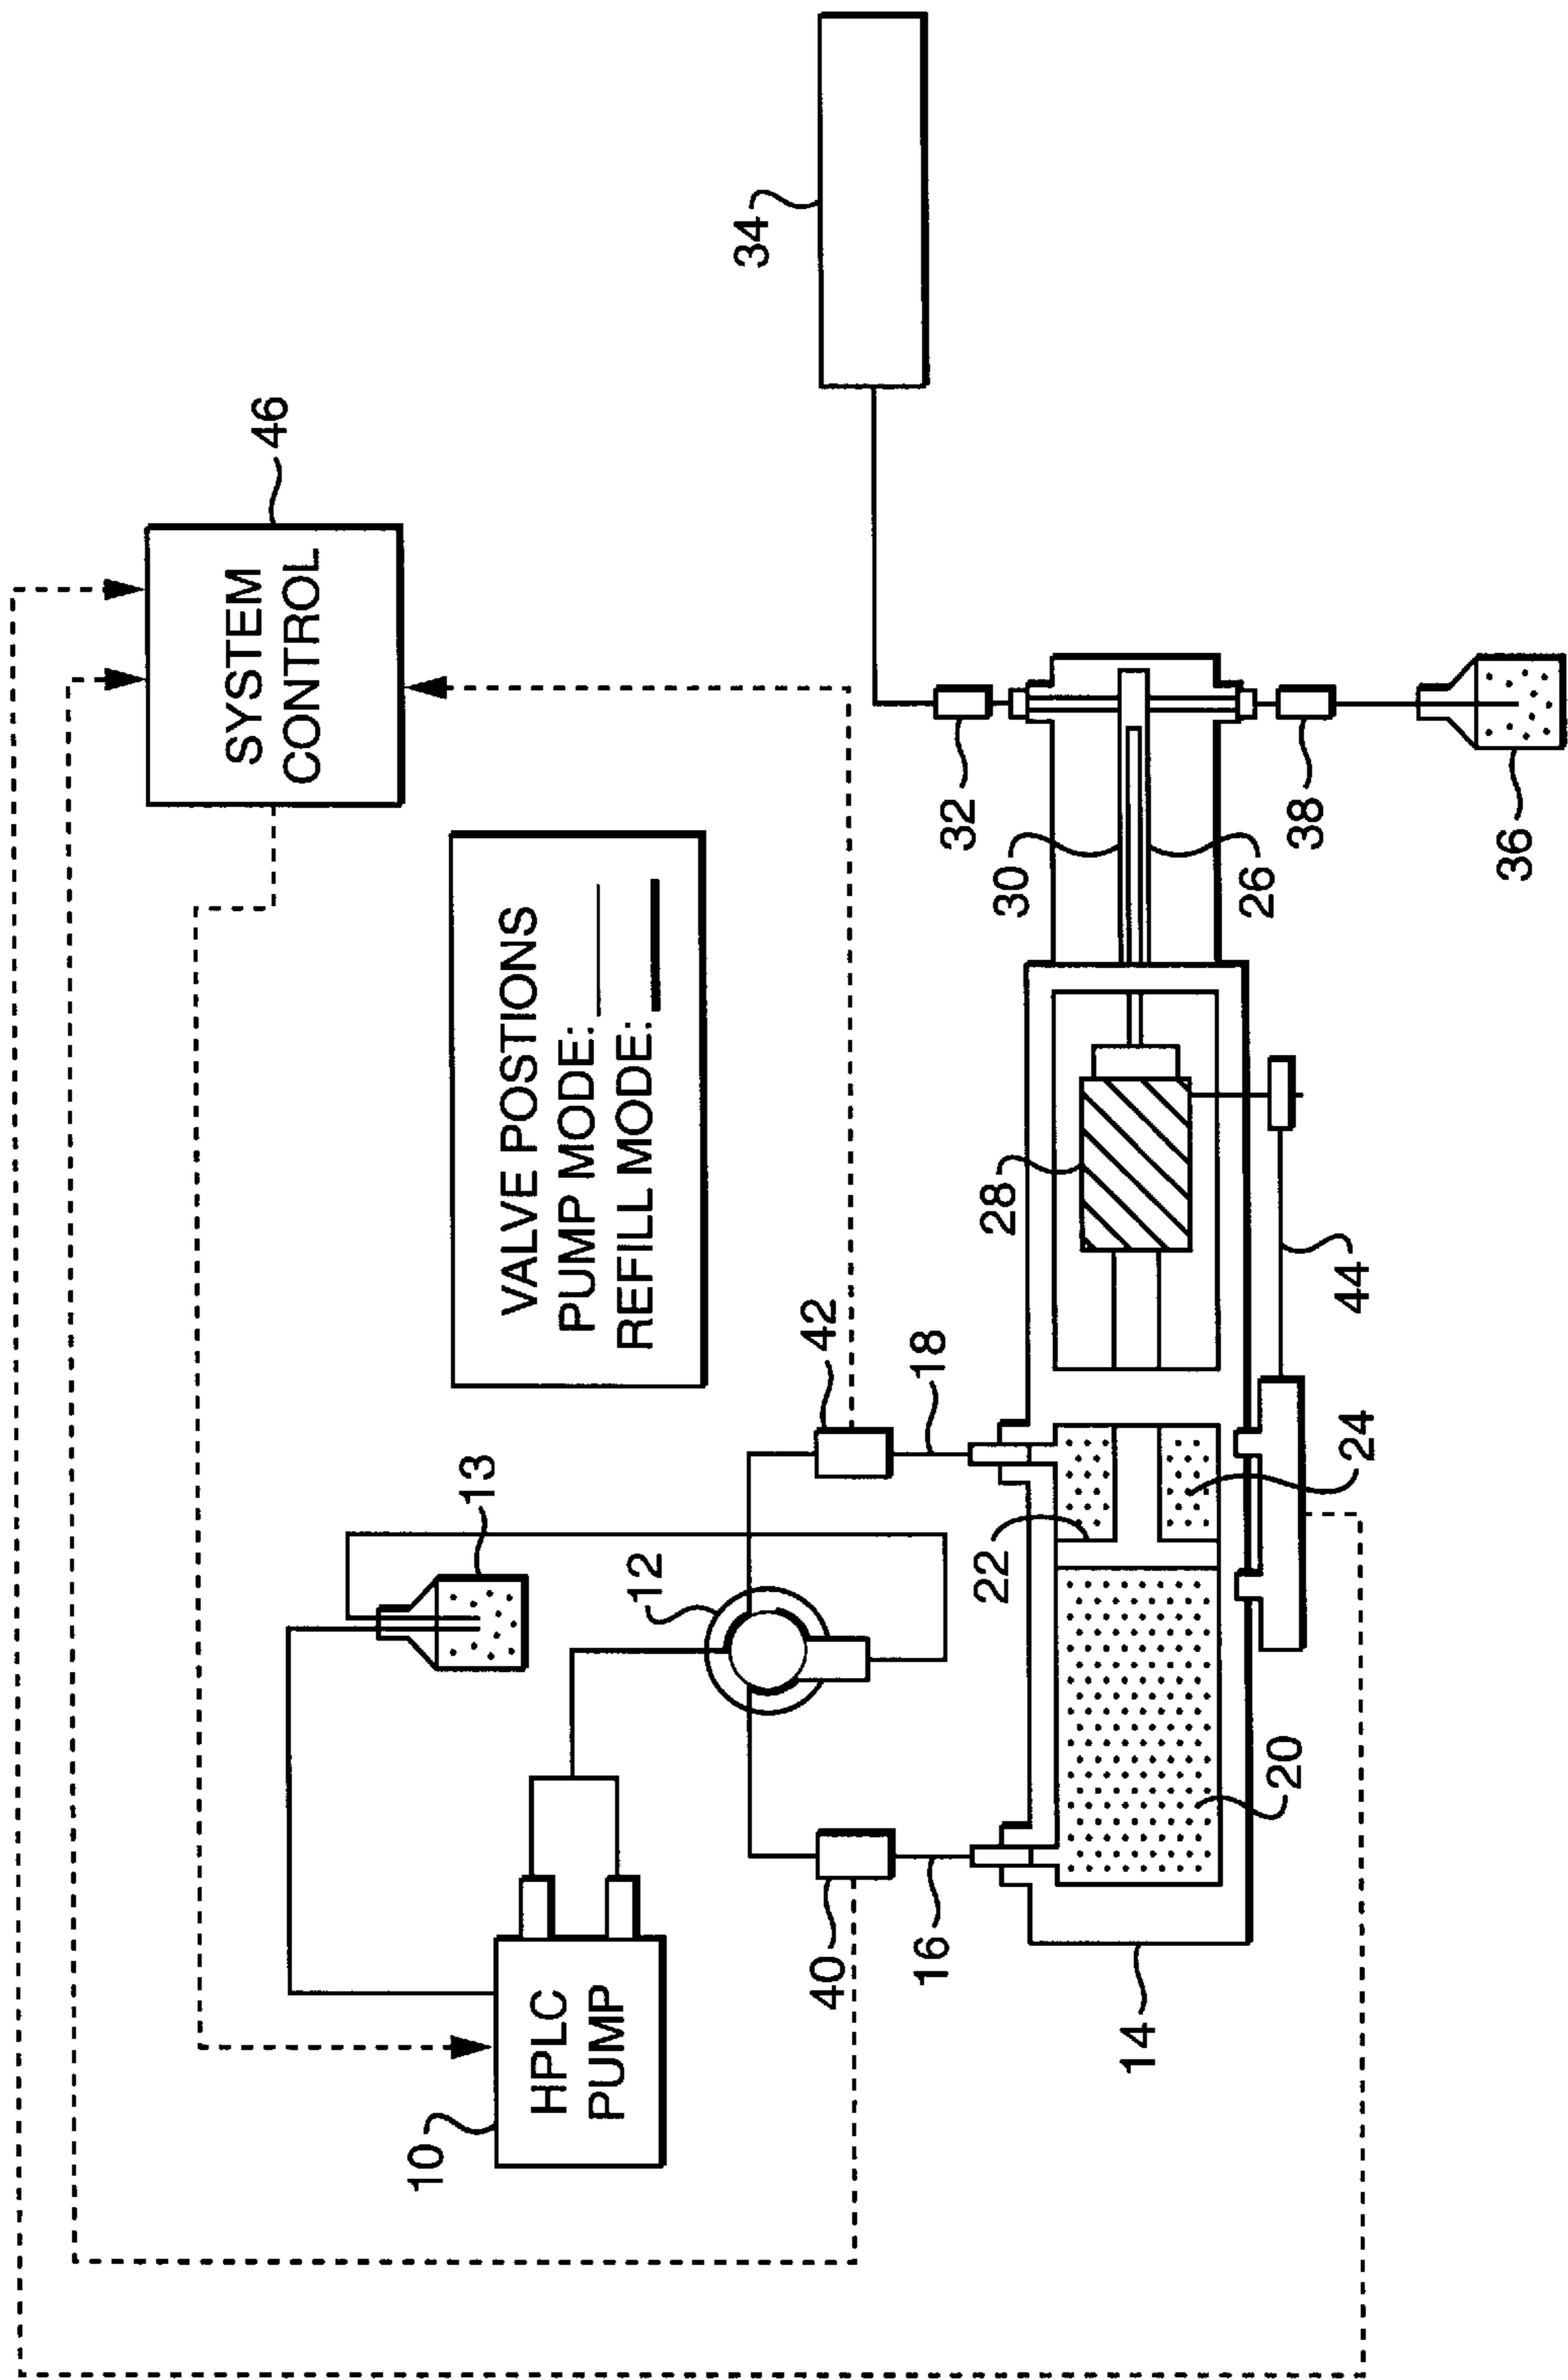 SYSTEM
CONTROL
46
34
VALVE POSTIONS
PUMP MODE:
REFILL MODE:
13
HPLC
PUMP
10
12
42
40
18
16
14
20
22
24
28
44
30
26
32
38
36